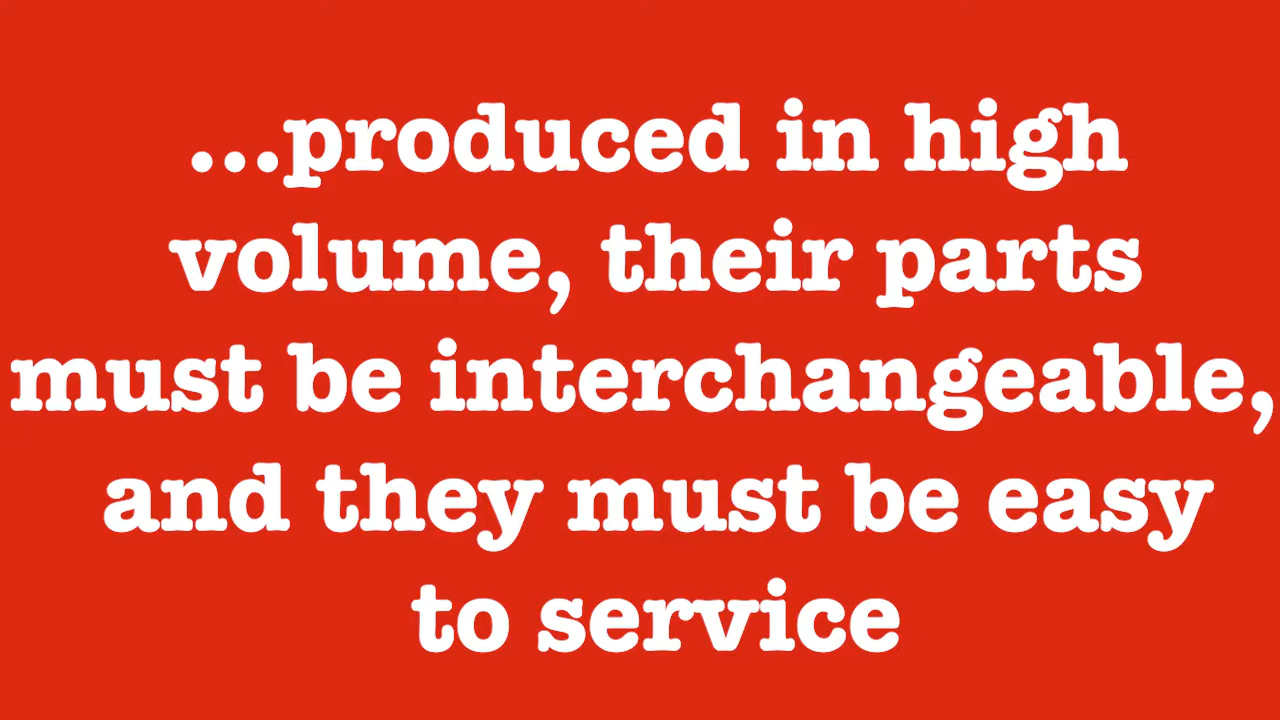 ...produced in high
volume, their parts
must be interchangeable,
and they must be easy
to service